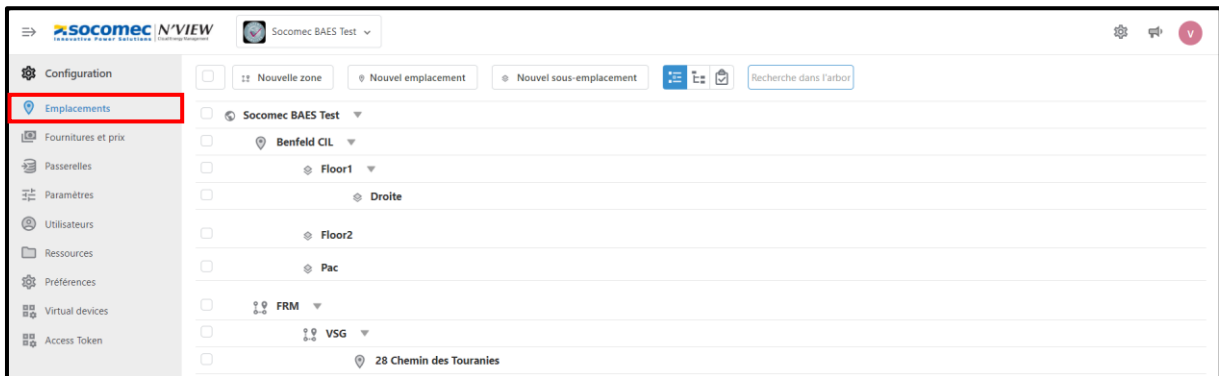 socomec N'VIEW
Innovative Power Solutions
Socomec BAES Test
V
Configuration
Emplacements
Fournitures et prix
Passerelles
Paramètres
Utilisateurs
Ressources
Préférences
Virtual devices
Access Token
Nouvelle zone
Nouvel emplacement
Nouvel sous-emplacement
Recherche dans l'arbor
Socomec BAES Test
Benfeld CIL
Floor1
Droite
Floor2
Pac
FRM
VSG
28 Chemin des Touranies